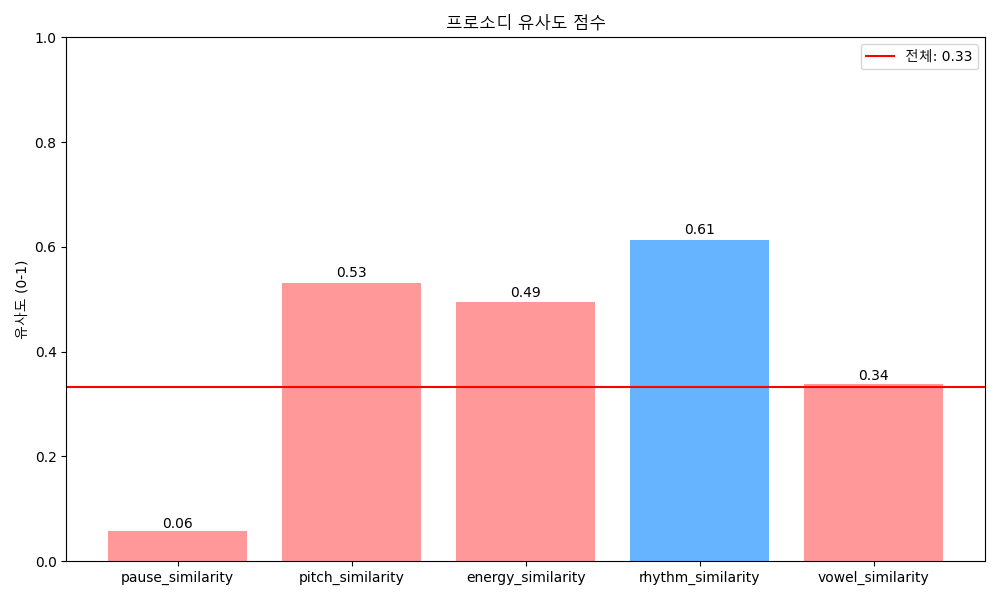 프로소디 유사도 점수
전체: 0.33
유사도 (0-1)
1.0
0.8
0.6
0.4
0.2
0.0
0.06
0.53
0.49
0.61
0.34
pause_similarity
pitch_similarity
energy_similarity
rhythm_similarity
vowel_similarity